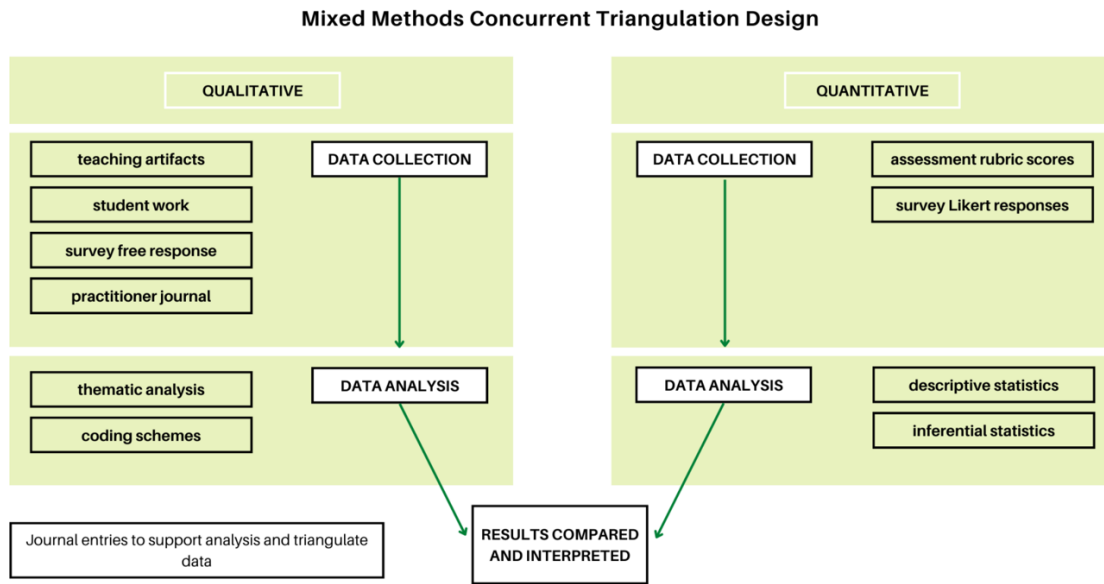 Mixed Methods Concurrent Triangulation Design
QUALITATIVE
teaching artifacts
student work
survey free response
practitioner journal
DATA COLLECTION
thematic analysis
coding schemes
DATA ANALYSIS
QUANTITATIVE
DATA COLLECTION
assessment rubric scores
survey Likert responses
DATA ANALYSIS
descriptive statistics
inferential statistics
Journal entries to support analysis and triangulate
data
RESULTS COMPARED
AND INTERPRETED